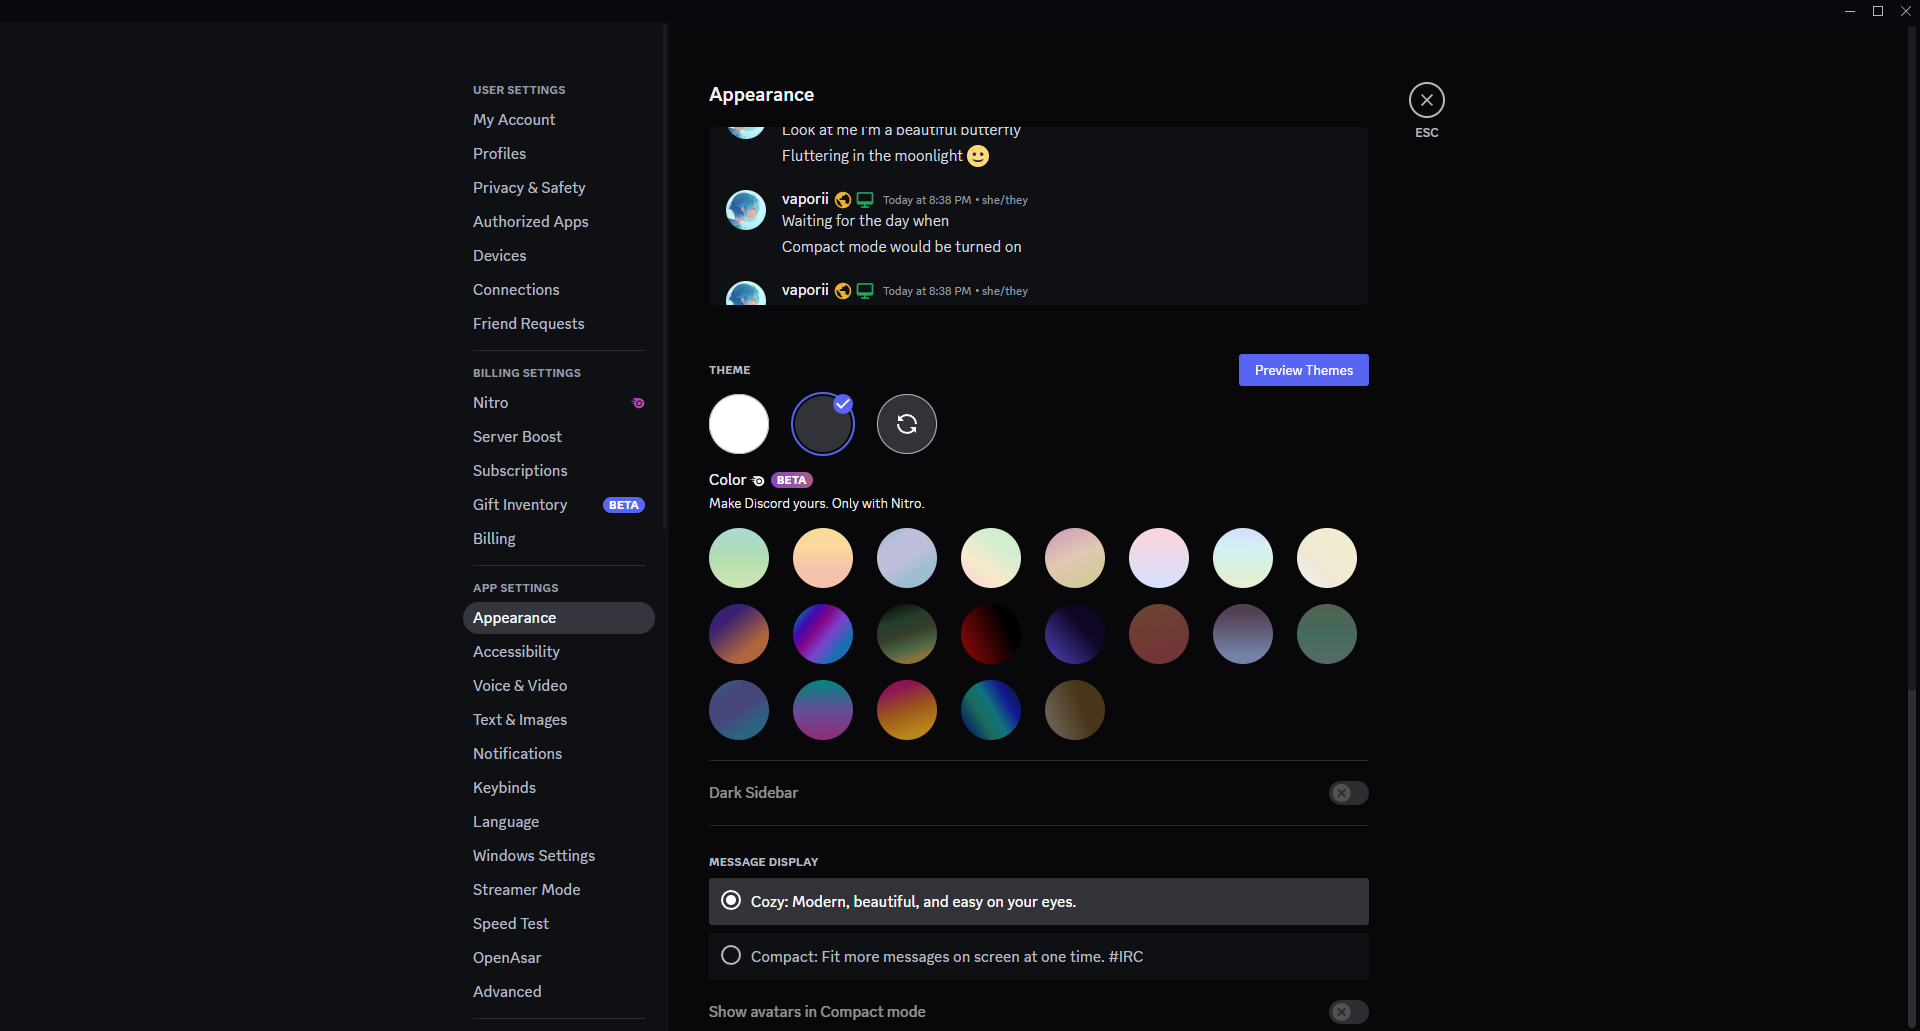 USER SETTINGS
My Account
Profiles
Privacy & Safety
Authorized Apps
Devices
Connections
Friend Requests
BILLING SETTINGS
Nitro
Server Boost
Subscriptions
Gift Inventory BETA
Billing
APP SETTINGS
Appearance
Accessibility
Voice & Video
Text & Images
Notifications
Keybinds
Language
Windows Settings
Streamer Mode
Speed Test
OpenAsar
Advanced
Appearance
Look at me I'm a beautiful butterfly
Fluttering in the moonlight 🙂
vaporii Today at 8:38 PM • she/they
Waiting for the day when
Compact mode would be turned on
vaporii Today at 8:38 PM • she/they
ESC
THEME
Preview Themes
Color BETA
Make Discord yours. Only with Nitro.
Dark Sidebar
MESSAGE DISPLAY
Cozy: Modern, beautiful, and easy on your eyes.
Compact: Fit more messages on screen at one time. #IRC
Show avatars in Compact mode